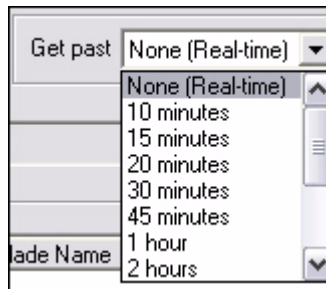 Get past None (Real-time)
None (Real-time)
10 minutes
15 minutes
20 minutes
30 minutes
45 minutes
1 hour
lade Name
2 hours